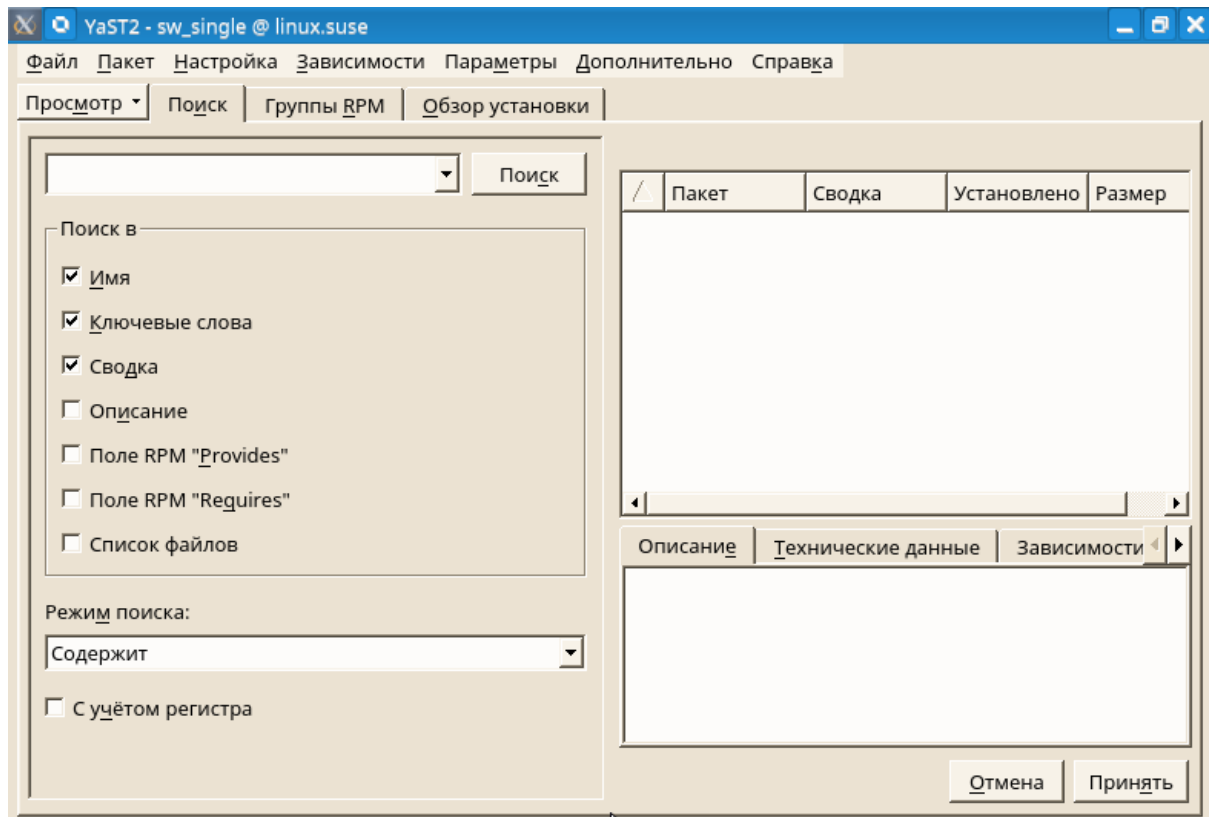 YaST2 - sw_single @ linux.suse
Файл Пакет Настройка Зависимости Параметры Дополнительно Справка
Просмотр Поиск Группы RPM Обзор установки
Поиск
Пакет Сводка Установлено Размер
Поиск в
Имя
Ключевые слова
Сводка
Описание
Поле RPM "Provides"
Поле RPM "Requires"
Список файлов
Описание Технические данные Зависимости
Режим поиска:
Содержит
С учётом регистра
Отмена Принять